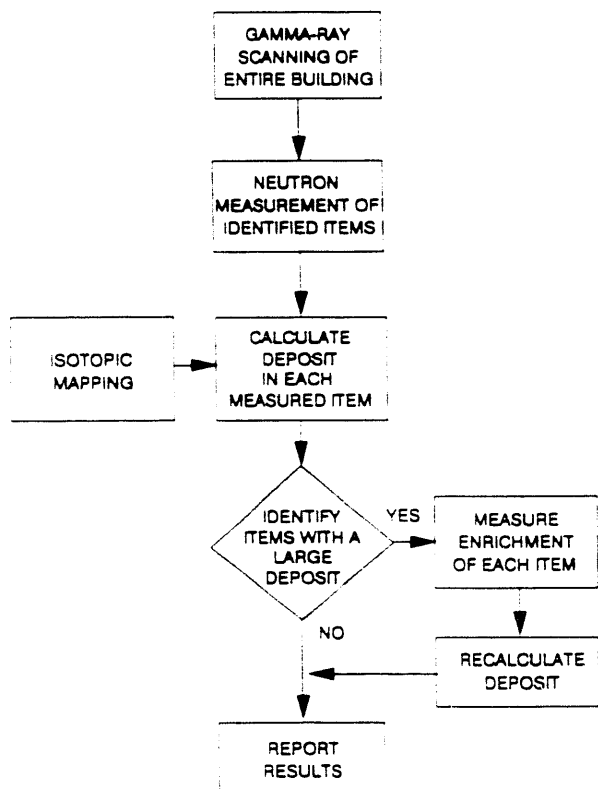 GAMMA-RAY
SCANNING OF
ENTIRE BUILDING
NEUTRON
MEASUREMENT OF
IDENTIFIED ITEMS
ISOTOPIC
MAPPING
CALCULATE
DEPOSIT
IN EACH
MEASURED ITEM
IDENTIFY
ITEMS WITH A
LARGE
DEPOSIT
YES
MEASURE
ENRICHMENT
OF EACH ITEM
NO
RECALCULATE
DEPOSIT
REPORT
RESULTS